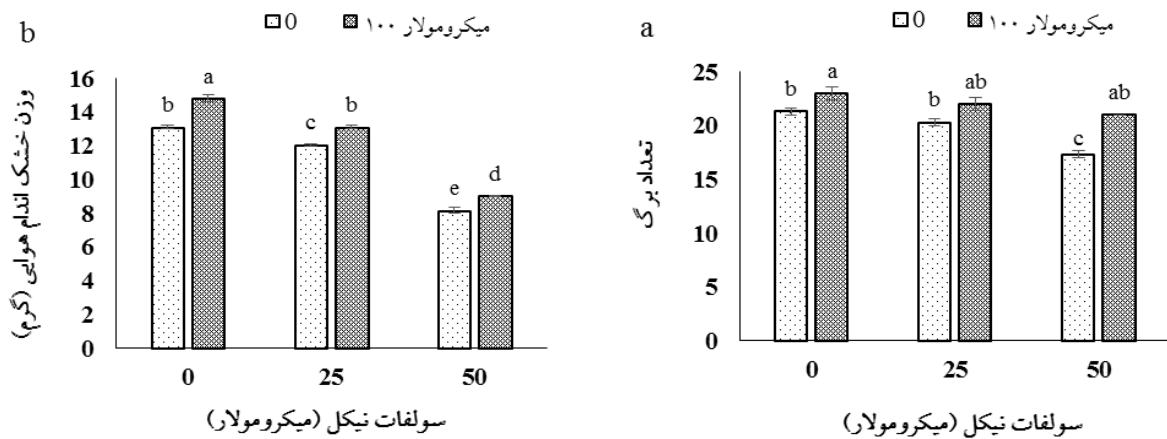 b
0 ۱۰۰ میکرومولار
وزن خشک اندام هوایی (گرم)
16
14
12
10
8
6
4
2
0
b a c b e d
0 25 50
سولفات نیکل (میکرومولار)
a
0 ۱۰۰ میکرومولار
تعداد برگ
25
20
15
10
5
0
b a b ab c ab
0 25 50
سولفات نیکل (میکرومولار)